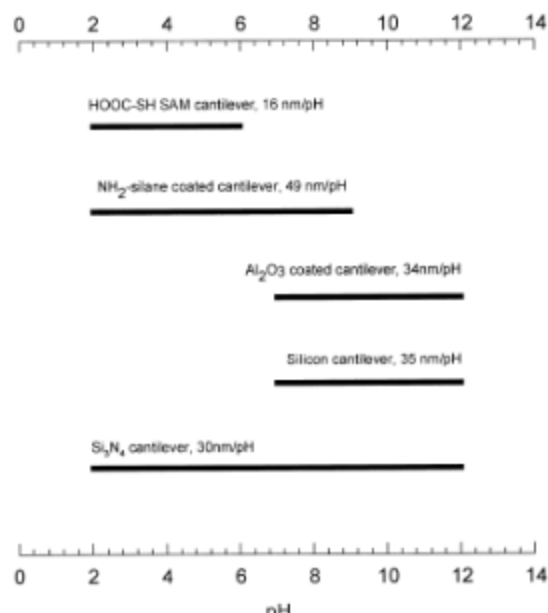 0 2 4 6 8 10 12 14
HOOC-SH SAM cantilever, 16 nm/pH
NH₂-silane coated cantilever, 49 nm/pH
Al₂O3 coated cantilever, 34nm/pH
Silicon cantilever, 35 nm/pH
Si₃N₄ cantilever, 30nm/pH
0 2 4 6 8 10 12 14
pH